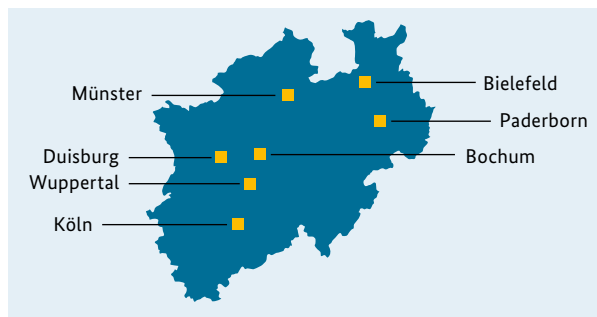 Münster
Bielefeld
Paderborn
Duisburg
Bochum
Wuppertal
Köln